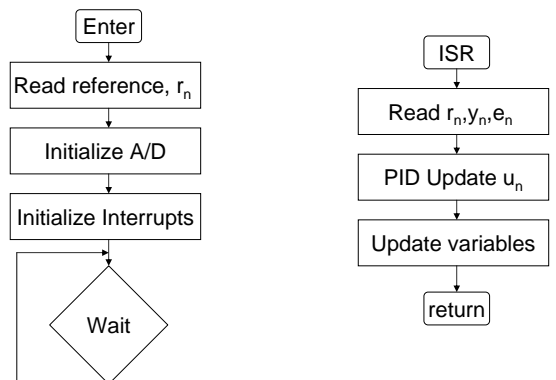 Enter
Read reference, rₙ
Initialize A/D
Initialize Interrupts
Wait
ISR
Read rₙ,yₙ,eₙ
PID Update uₙ
Update variables
return